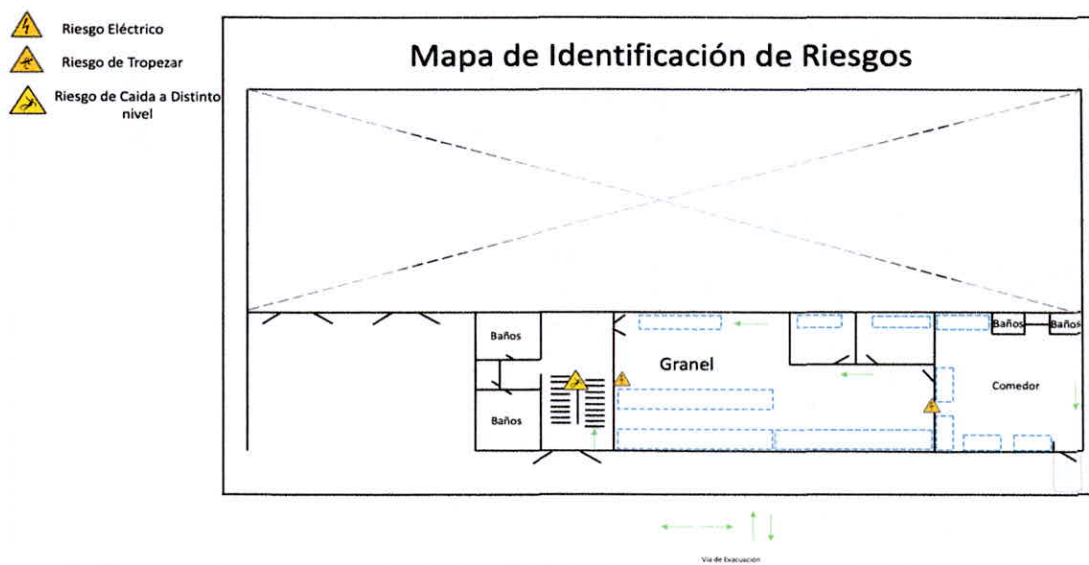 Riesgo Eléctrico
Riesgo de Tropezar
Riesgo de Caida a Distinto
nivel
Mapa de Identificación de Riesgos
Baños
Baños
Baños
Granel
Comedor
Baños
Vía de Evacuación